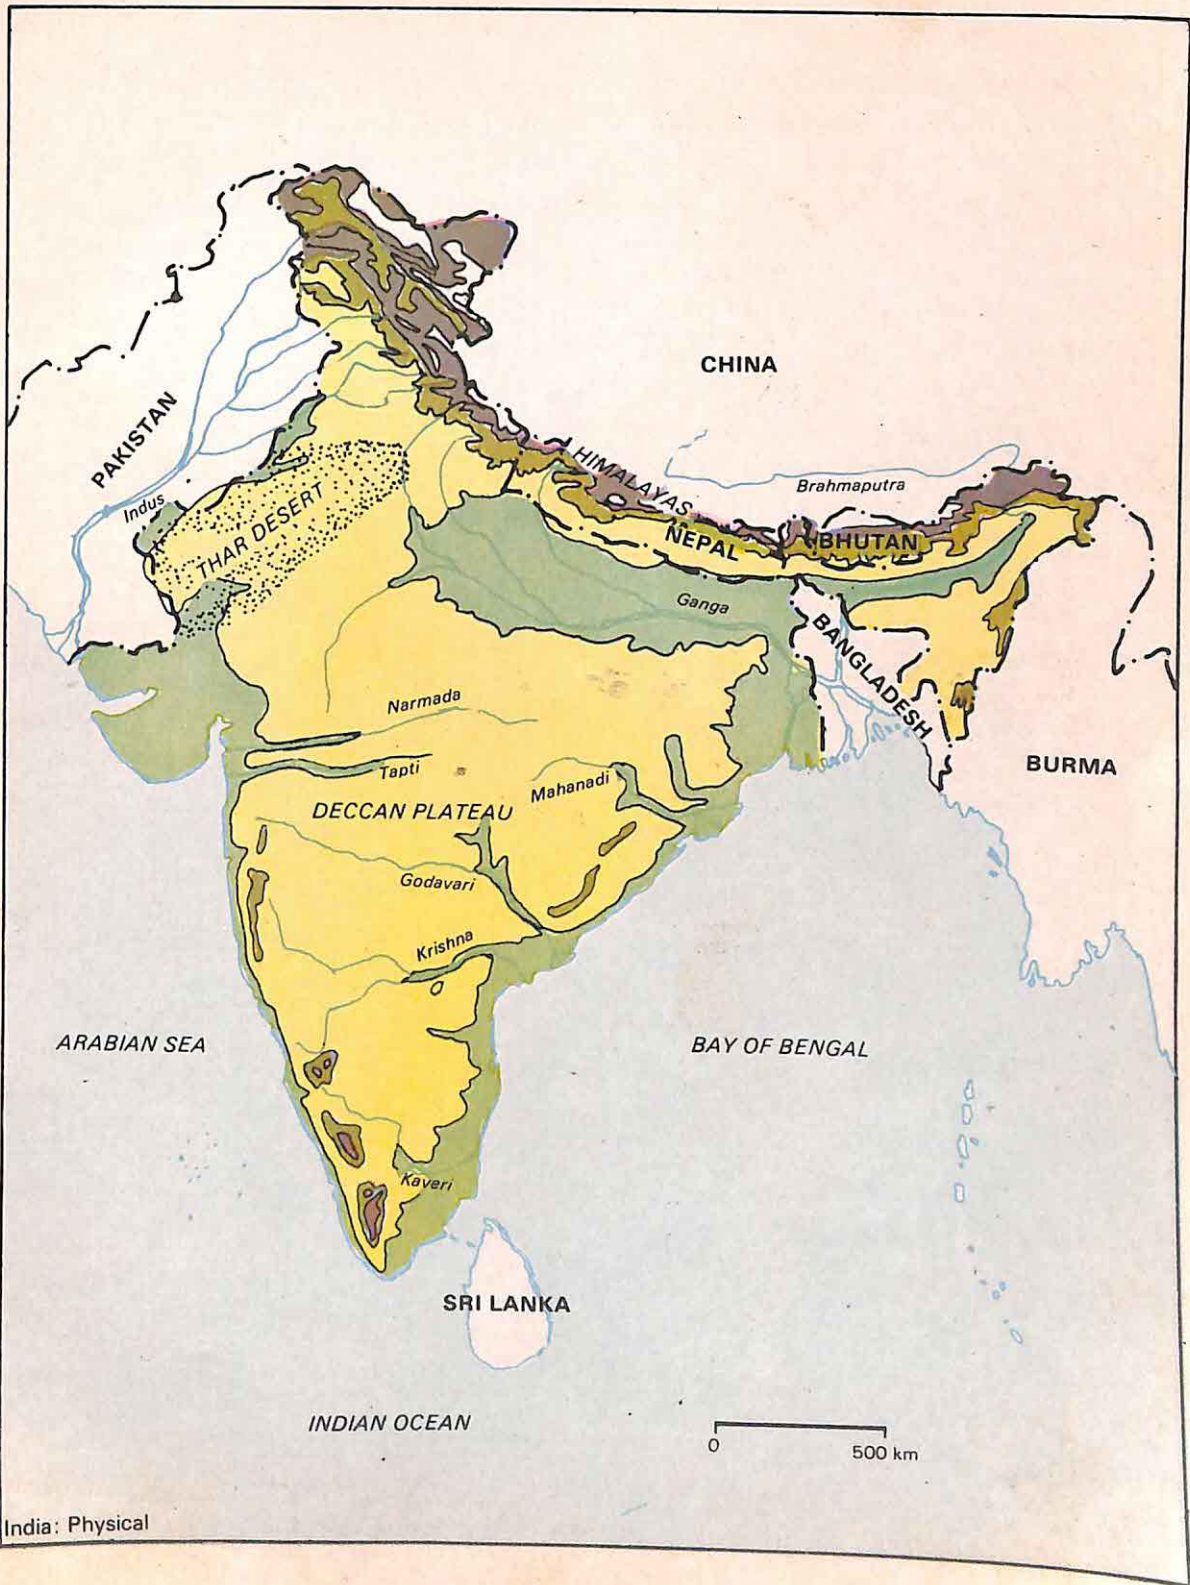 CHINA
PAKISTAN
Indus
THAR DESERT
HIMALAYAS
Brahmaputra
NEPAL
BHUTAN
Ganga
BANGLADESH
Narmada
Tapti
Mahanadi
BURMA
DECCAN PLATEAU
Godavari
Krishna
ARABIAN SEA
BAY OF BENGAL
Kaveri
SRI LANKA
INDIAN OCEAN
0 500 km
India: Physical